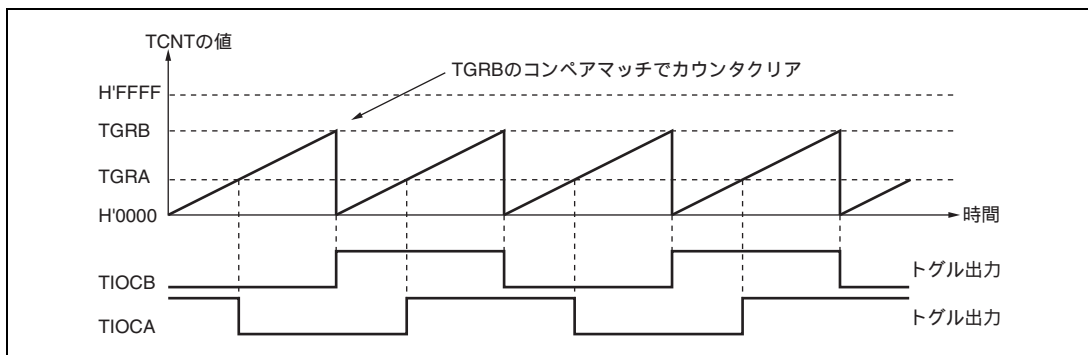 TCNTの値
TGRBのコンペアマッチでカウンタクリア
H'FFFF
TGRB
TGRA
H'0000
時間
TIOCB
トグル出力
TIOCA
トグル出力